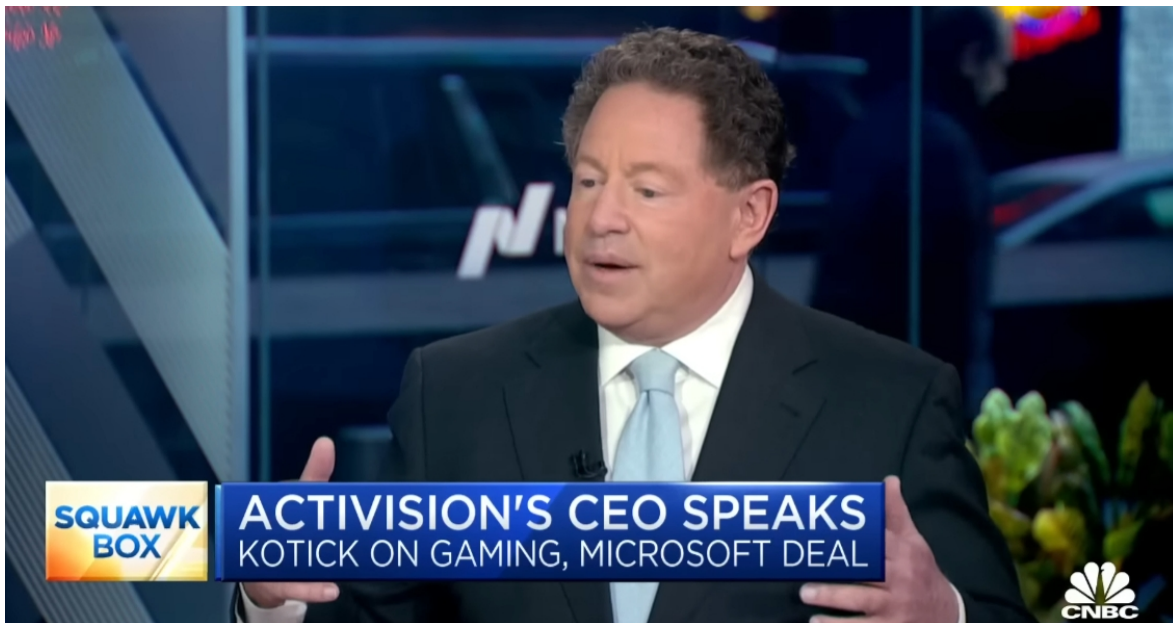 SQUAWK
BOX
ACTIVISION'S CEO SPEAKS
KOTICK ON GAMING, MICROSOFT DEAL
CNBC